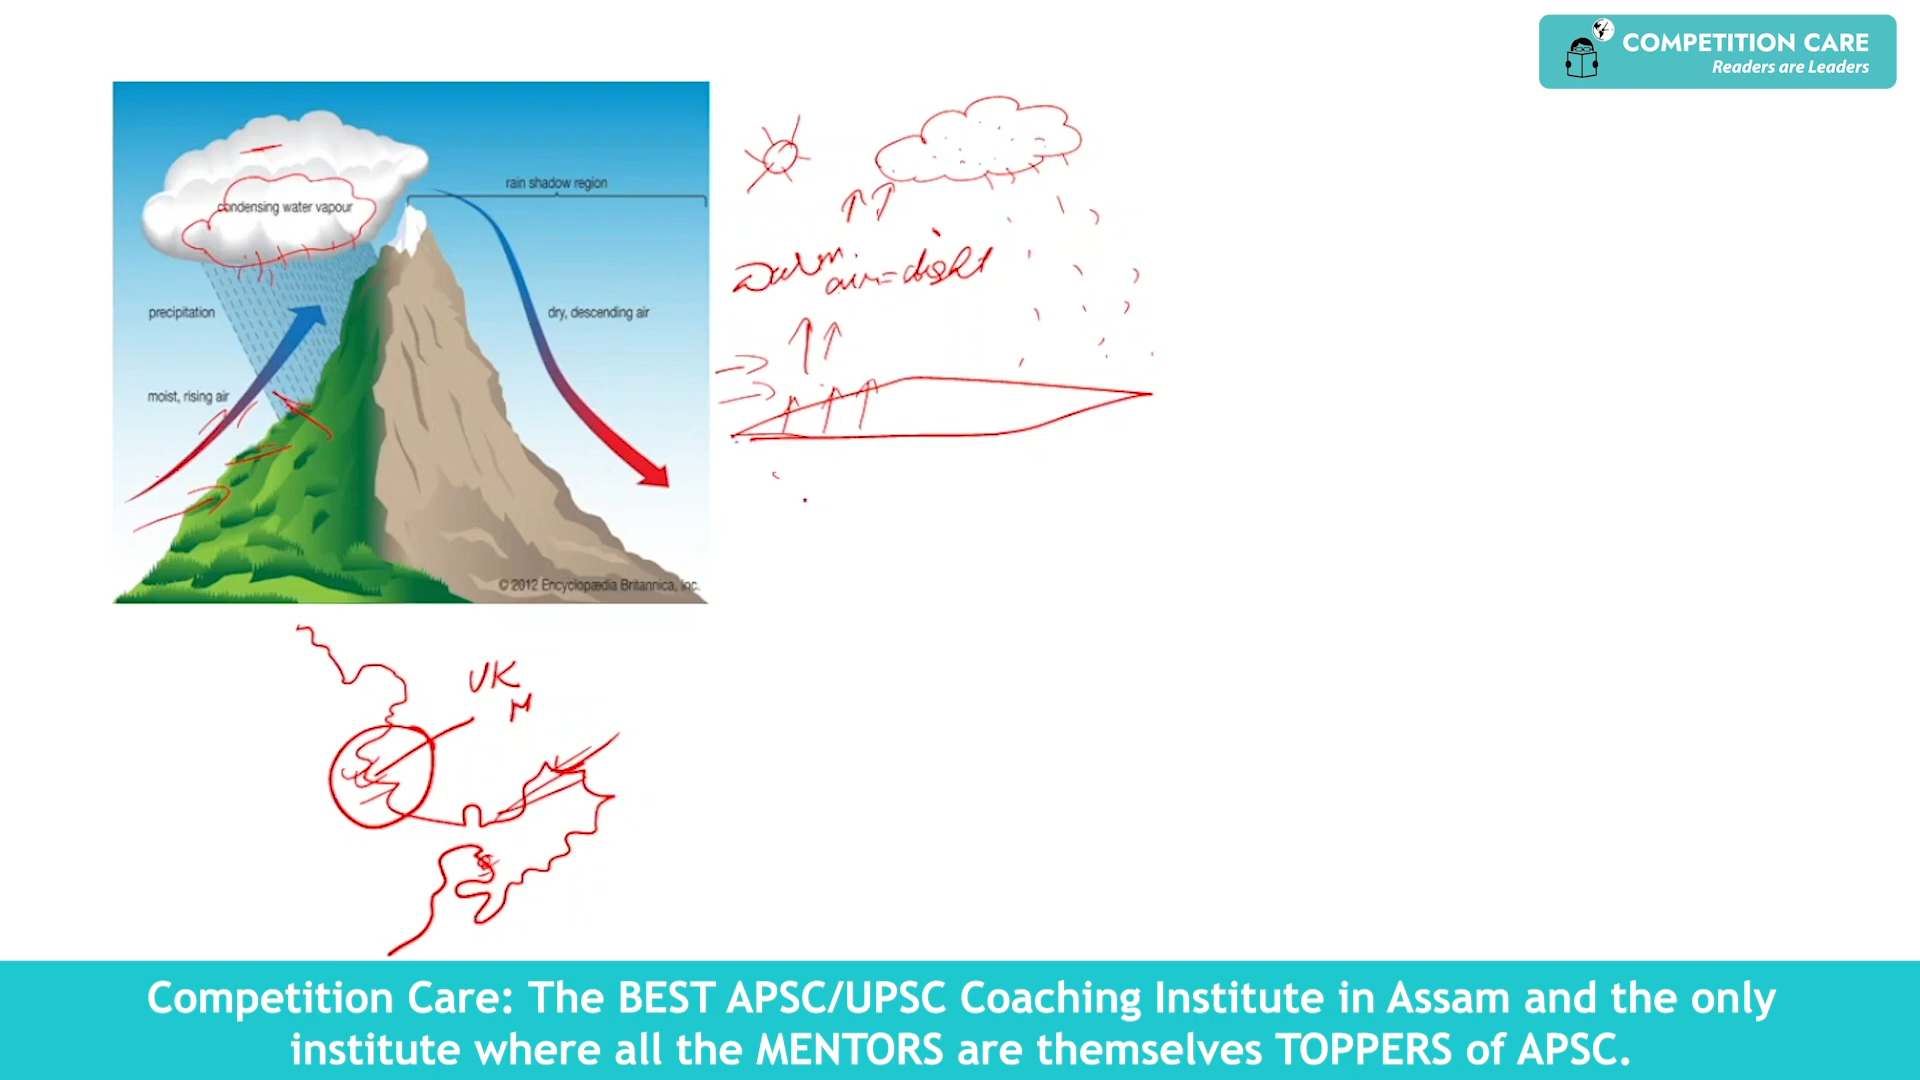 COMPETITION CARE
Readers are Leaders
rain shadow region
condensing water vapour
precipitation
dry, descending air
moist, rising air
© 2012 Encyclopædia Britannica, Inc.
warm
air = light
UK
M
Competition Care: The BEST APSC/UPSC Coaching Institute in Assam and the only
institute where all the MENTORS are themselves TOPPERS of APSC.